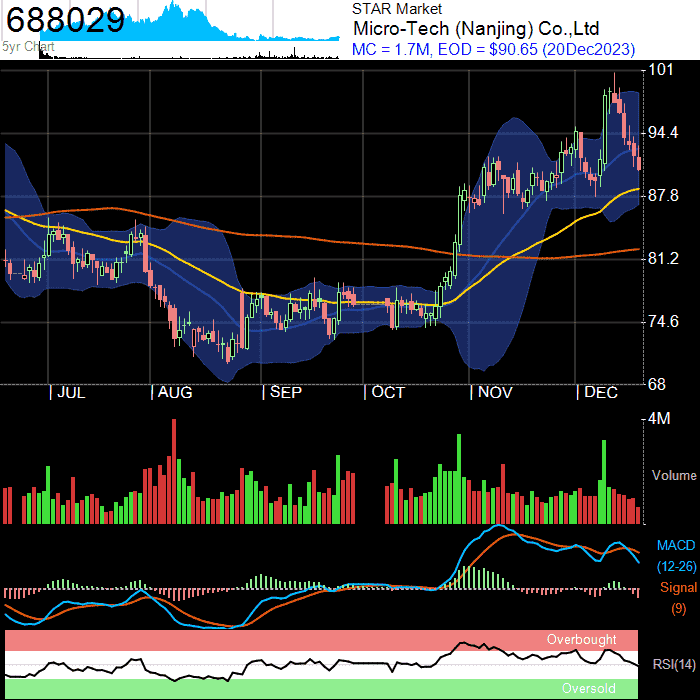 688029
5yr Chart
STAR Market
Micro-Tech (Nanjing) Co.,Ltd
MC = 1.7M, EOD = $90.65 (20Dec2023)
101
94.4
87.8
81.2
74.6
68
JUL AUG SEP OCT NOV DEC
4M
Volume
MACD
(12-26)
Signal
(9)
Overbought
RSI(14)
Oversold